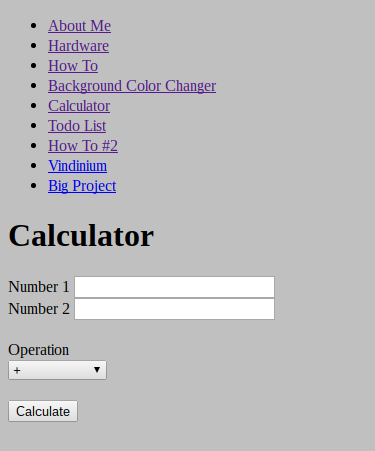 About Me
Hardware
How To
Background Color Changer
Calculator
Todo List
How To #2
Vindinium
Big Project
Calculator
Number 1
Number 2
Operation
+
Calculate